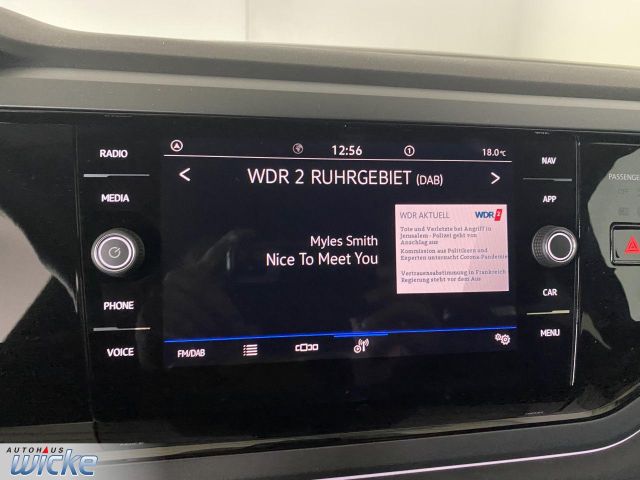 RADIO
MEDIA
PHONE
VOICE
12:56
1
18.0°C
< WDR 2 RUHRGEBIET (DAB) >
Myles Smith
Nice To Meet You
WDR AKTUELL WDR 2
Tote und Verletzte bei Angriff in
Jerusalem - Polizei geht von
Anschlag aus
Kommission aus Politikern und
Experten untersucht Corona-Pandemie
Vertrauensabstimmung in Frankreich
Regierung steht vor dem Aus
FM/DAB
NAV
APP
CAR
MENU
PASSENGE
OFF
AUTOHAUS
WICKE